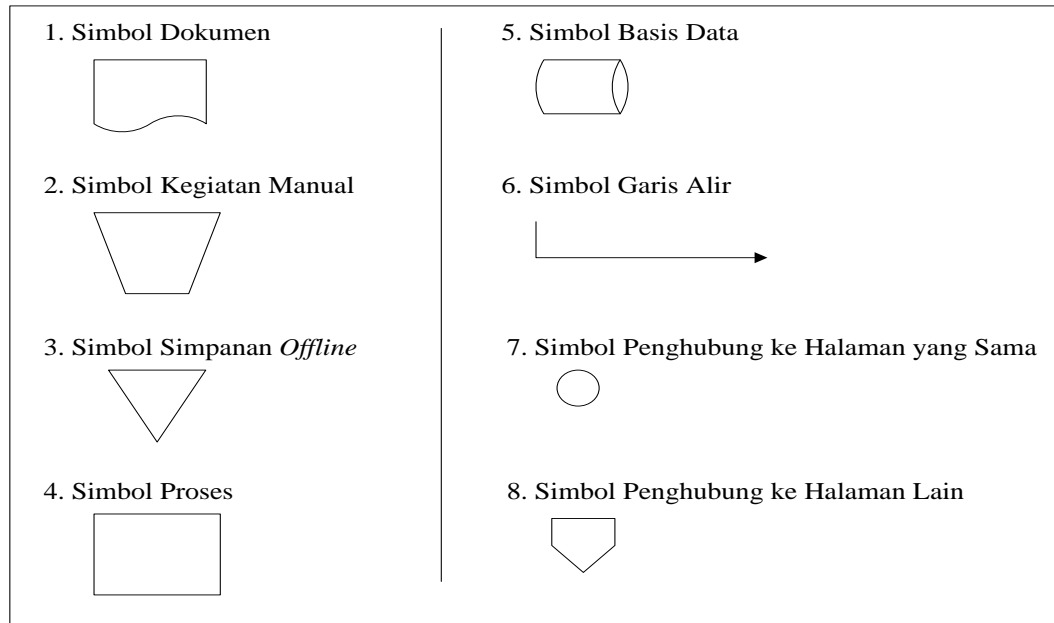 1. Simbol Dokumen
2. Simbol Kegiatan Manual
3. Simbol Simpanan Offline
4. Simbol Proses
5. Simbol Basis Data
6. Simbol Garis Alir
7. Simbol Penghubung ke Halaman yang Sama
8. Simbol Penghubung ke Halaman Lain